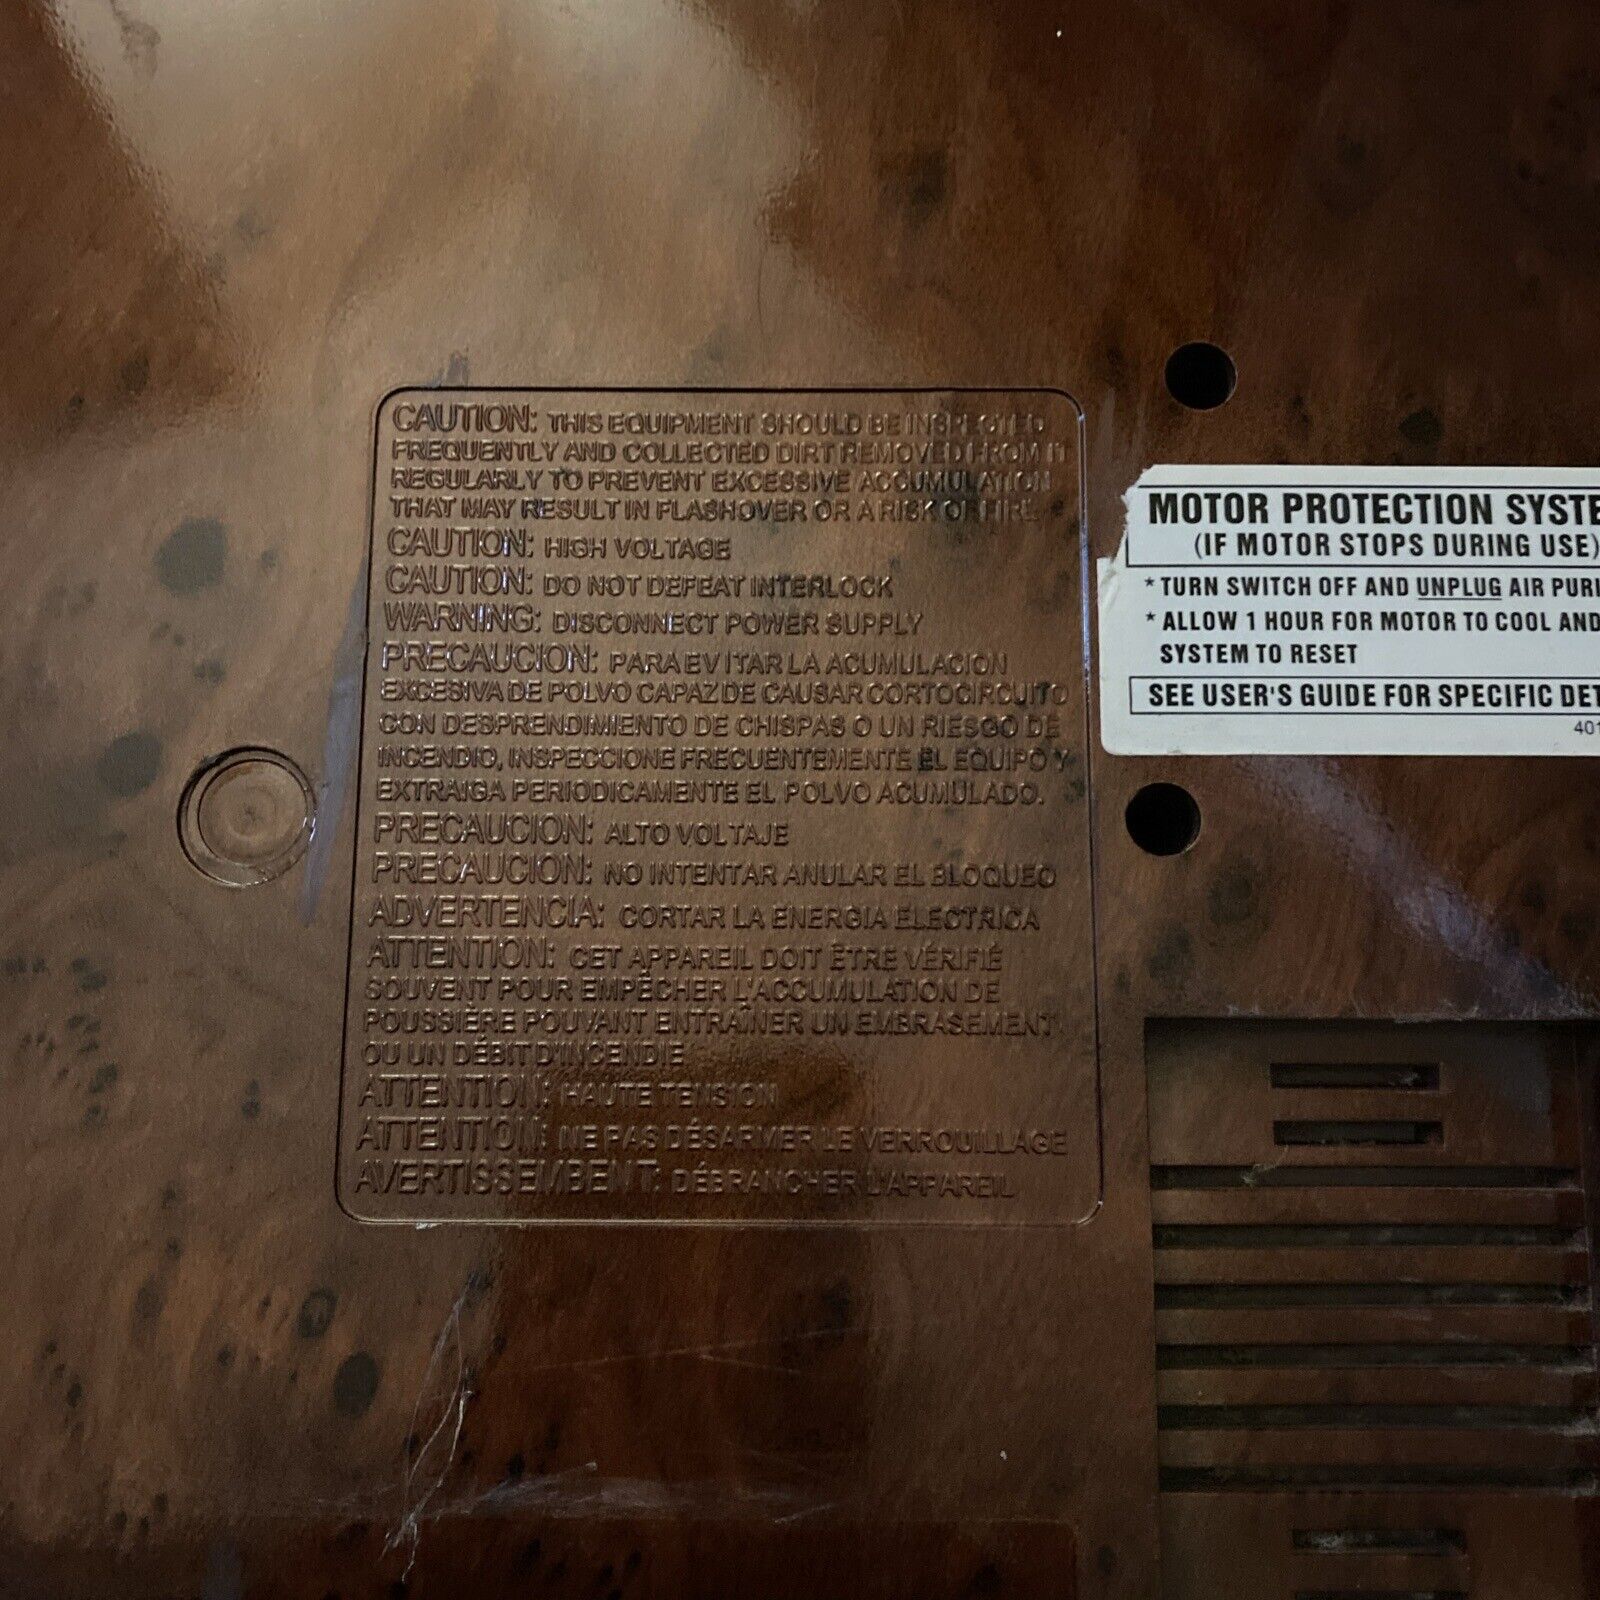 CAUTION: THIS EQUIPMENT SHOULD BE INSPECTED
FREQUENTLY AND COLLECTED DIRT REMOVED FROM IT
REGULARLY TO PREVENT EXCESSIVE ACCUMULATION
THAT MAY RESULT IN FLASHOVER OR A RISK OF FIRE
CAUTION: HIGH VOLTAGE
CAUTION: DO NOT DEFEAT INTERLOCK
WARNING: DISCONNECT POWER SUPPLY
PRECAUCION: PARA EVITAR LA ACUMULACION
EXCESIVA DE POLVO CAPAZ DE CAUSAR CORTOCIRCUITO
CON DESPRENDIMIENTO DE CHISPAS O UN RIESGO DE
INCENDIO, INSPECCIONE FRECUENTEMENTE EL EQUIPO Y
EXTRAIGA PERIODICAMENTE EL POLVO ACUMULADO.
PRECAUCION: ALTO VOLTAJE
PRECAUCION: NO INTENTAR ANULAR EL BLOQUEO
ADVERTENCIA: CORTAR LA ENERGIA ELECTRICA
ATTENTION: CET APPAREIL DOIT ÊTRE VÉRIFIÉ
SOUVENT POUR EMPÊCHER L'ACCUMULATION DE
POUSSIÈRE POUVANT ENTRAÎNER UN EMBRASEMENT
OU UN DÉBIT D'INCENDIE
ATTENTION: HAUTE TENSION
ATTENTION: NE PAS DÉSARMER LE VERROUILLAGE
AVERTISSEMENT: DÉBRANCHER L'APPAREIL
MOTOR PROTECTION SYSTE
(IF MOTOR STOPS DURING USE)
* TURN SWITCH OFF AND UNPLUG AIR PURI
* ALLOW 1 HOUR FOR MOTOR TO COOL AND
SYSTEM TO RESET
SEE USER'S GUIDE FOR SPECIFIC DET
401